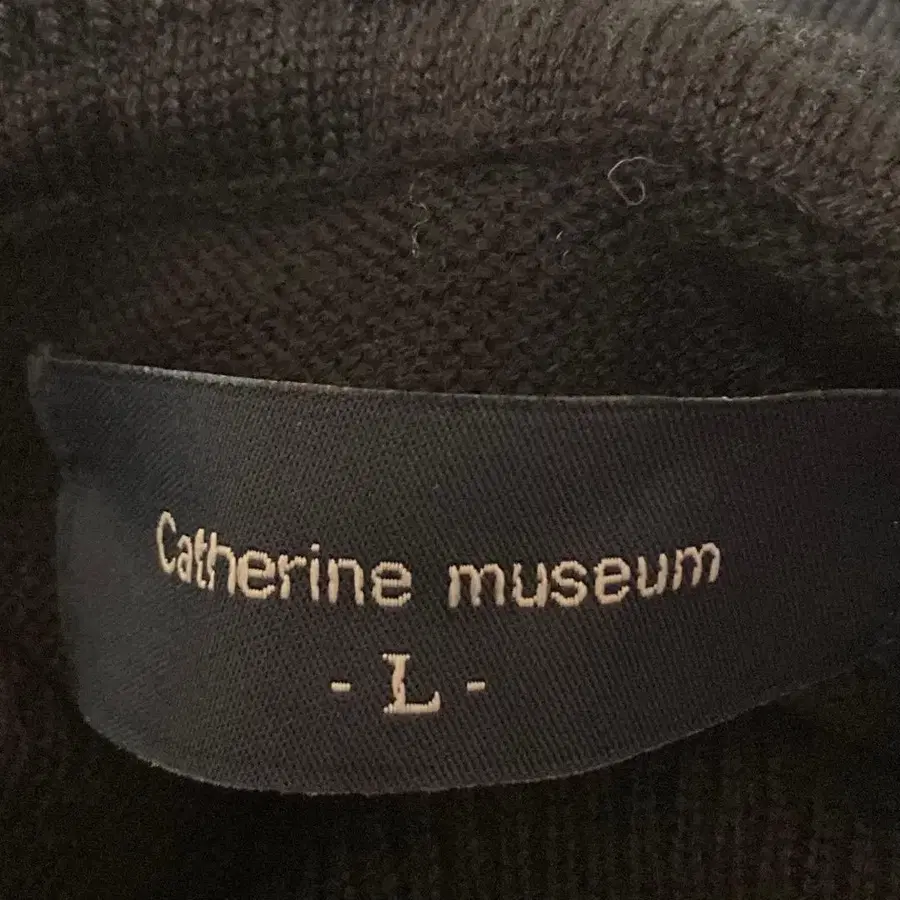 Catherine museum
- L -